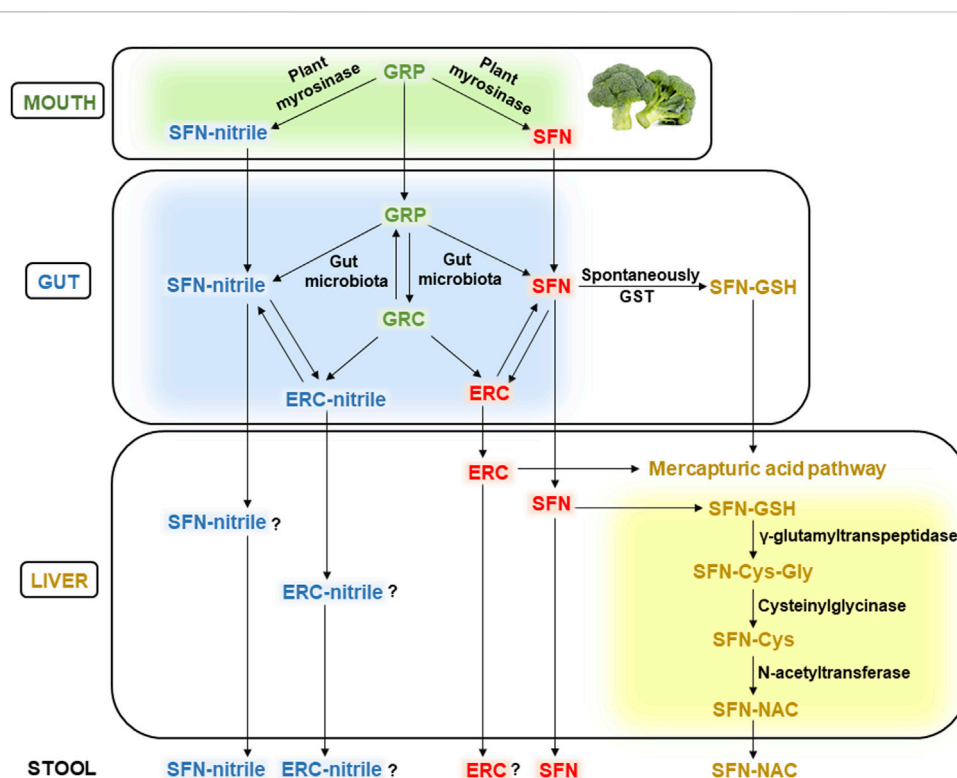 MOUTH
GRP
Plant
myrosinase
Plant
myrosinase
SFN-nitrile
SFN
GUT
GRP
Gut
microbiota
Gut
microbiota
SFN-nitrile
SFN
Spontaneously
GST
SFN-GSH
GRC
ERC-nitrile
ERC
LIVER
ERC
Mercapturic acid pathway
SFN-nitrile ?
SFN
SFN-GSH
γ-glutamyltranspeptidase
SFN-Cys-Gly
ERC-nitrile ?
Cysteinylglycinase
SFN-Cys
N-acetyltransferase
SFN-NAC
STOOL
SFN-nitrile
ERC-nitrile ?
ERC ?
SFN
SFN-NAC